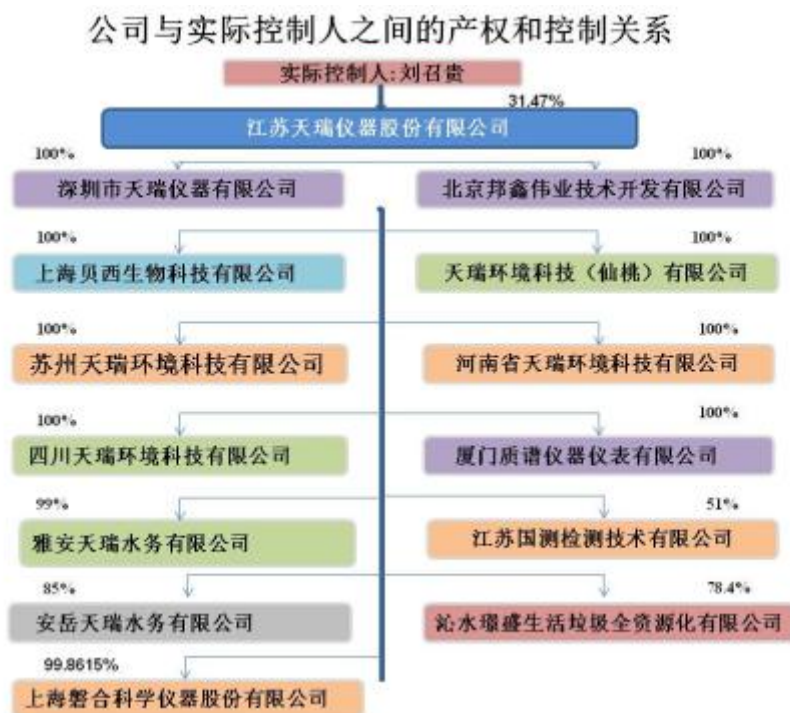 公司与实际控制人之间的产权和控制关系
实际控制人:刘召贵
31.47%
江苏天瑞仪器股份有限公司
100%
100%
深圳市天瑞仪器有限公司
北京邦鑫伟业技术开发有限公司
100%
100%
上海贝西生物科技有限公司
天瑞环境科技（仙桃）有限公司
100%
100%
苏州天瑞环境科技有限公司
河南省天瑞环境科技有限公司
100%
100%
四川天瑞环境科技有限公司
厦门质谱仪器仪表有限公司
99%
51%
雅安天瑞水务有限公司
江苏国测检测技术有限公司
85%
78.4%
安岳天瑞水务有限公司
沁水璟盛生活垃圾全资源化有限公司
99.8615%
上海磐合科学仪器股份有限公司